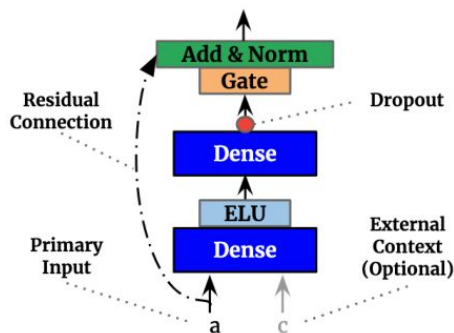 Add & Norm
Gate
Residual
Connection
Dropout
Dense
ELU
Dense
Primary
Input
External
Context
(Optional)
a
c